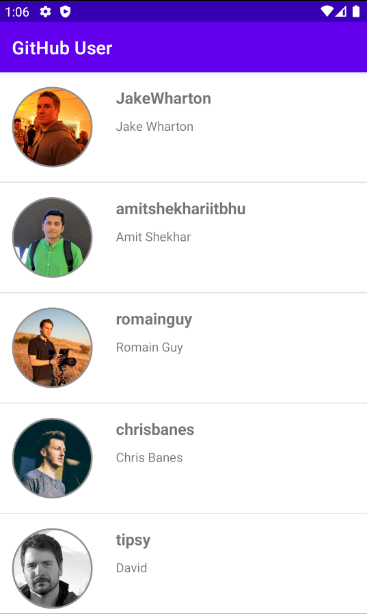 1:06
GitHub User
JakeWharton
Jake Wharton
amitshekhariitbhu
Amit Shekhar
romainguy
Romain Guy
chrisbanes
Chris Banes
tipsy
David